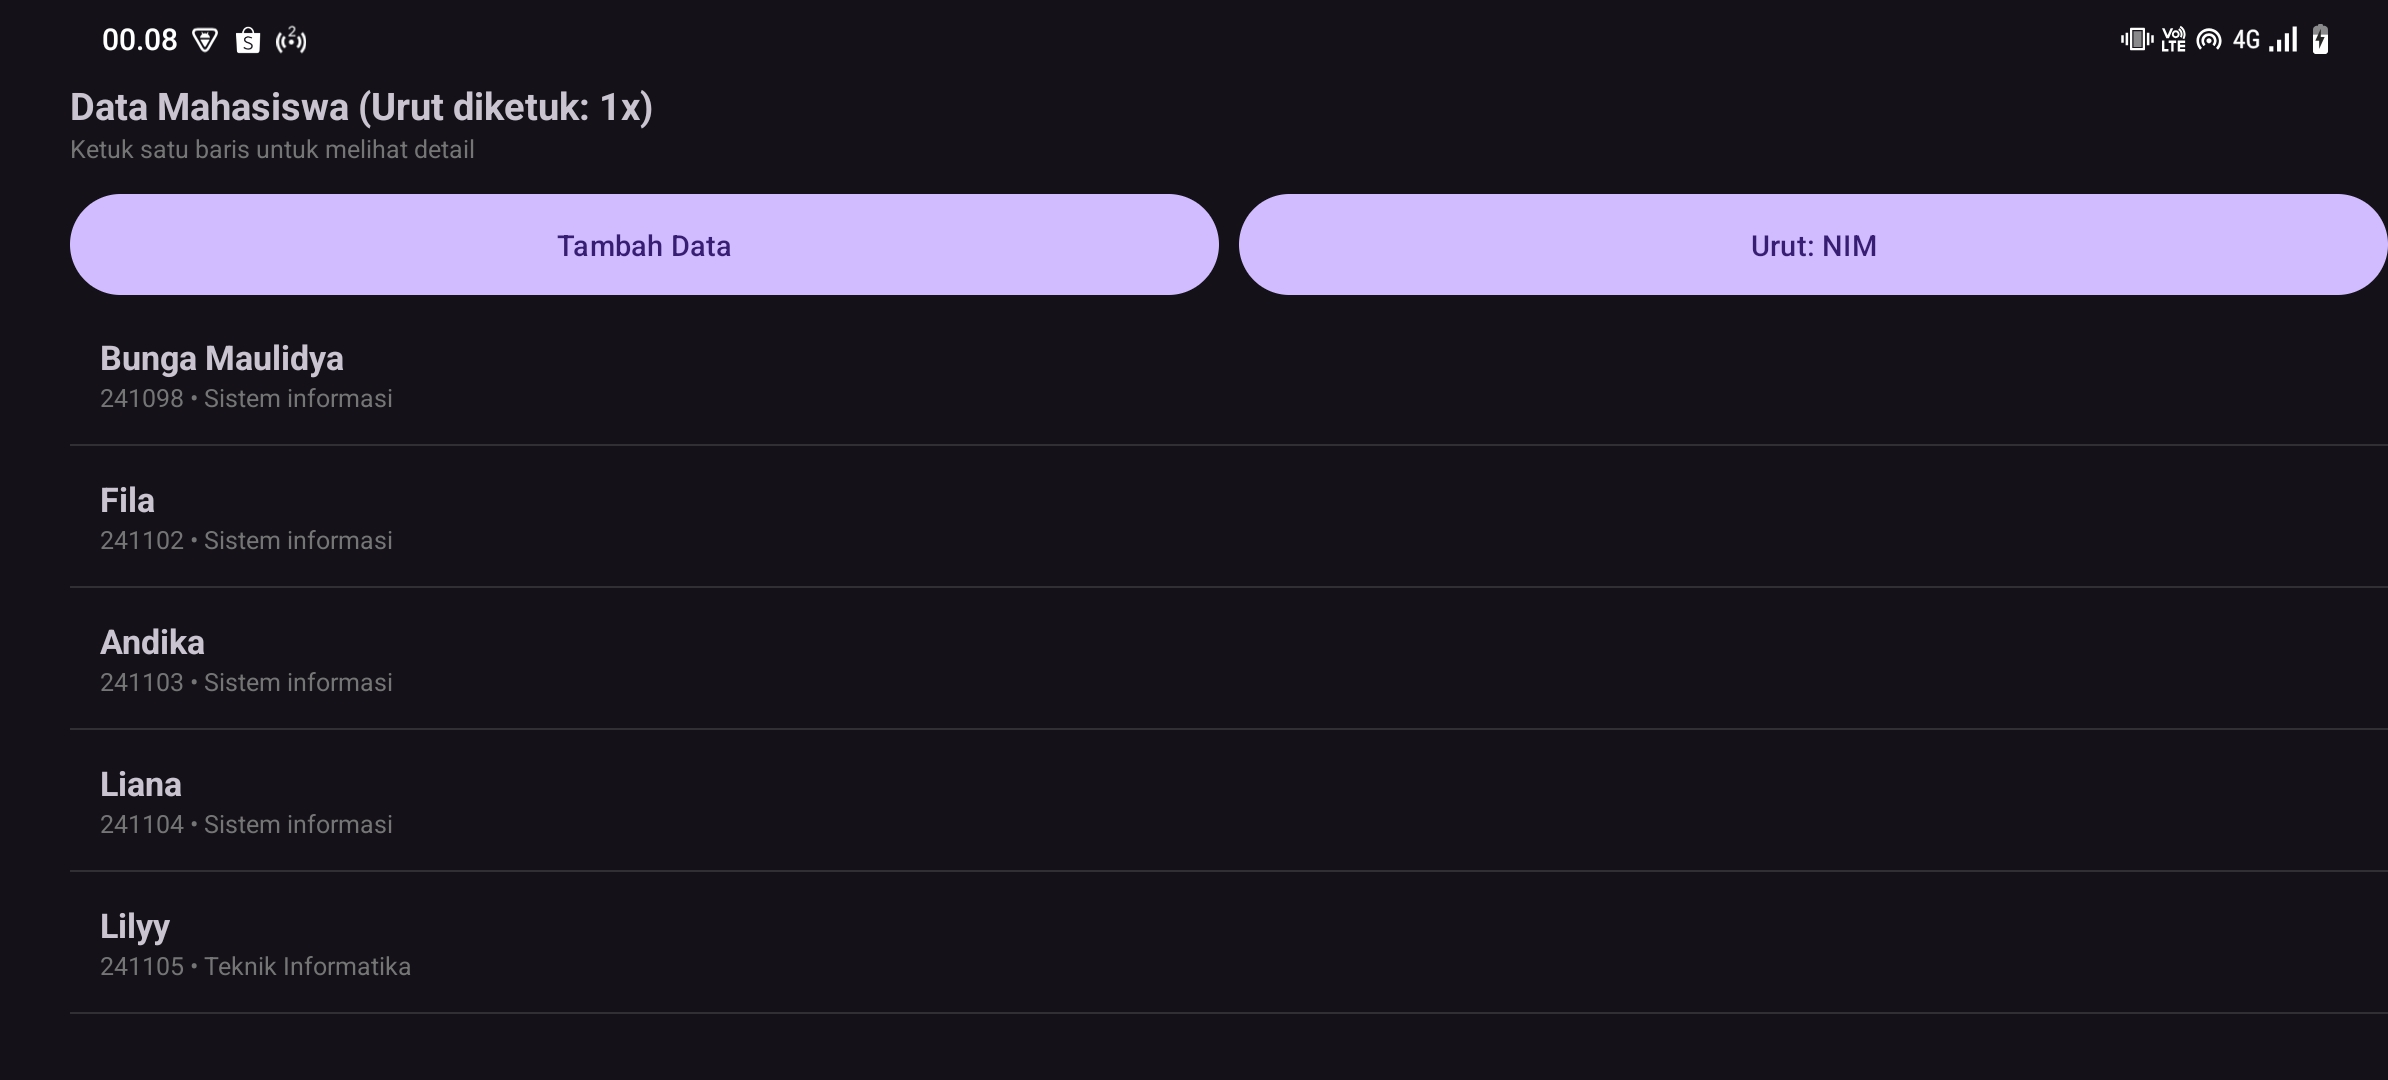 00.08
VoLTE 4G
Data Mahasiswa (Urut diketuk: 1x)
Ketuk satu baris untuk melihat detail
Tambah Data
Urut: NIM
Bunga Maulidya
241098 • Sistem informasi
Fila
241102 • Sistem informasi
Andika
241103 • Sistem informasi
Liana
241104 • Sistem informasi
Lilyy
241105 • Teknik Informatika